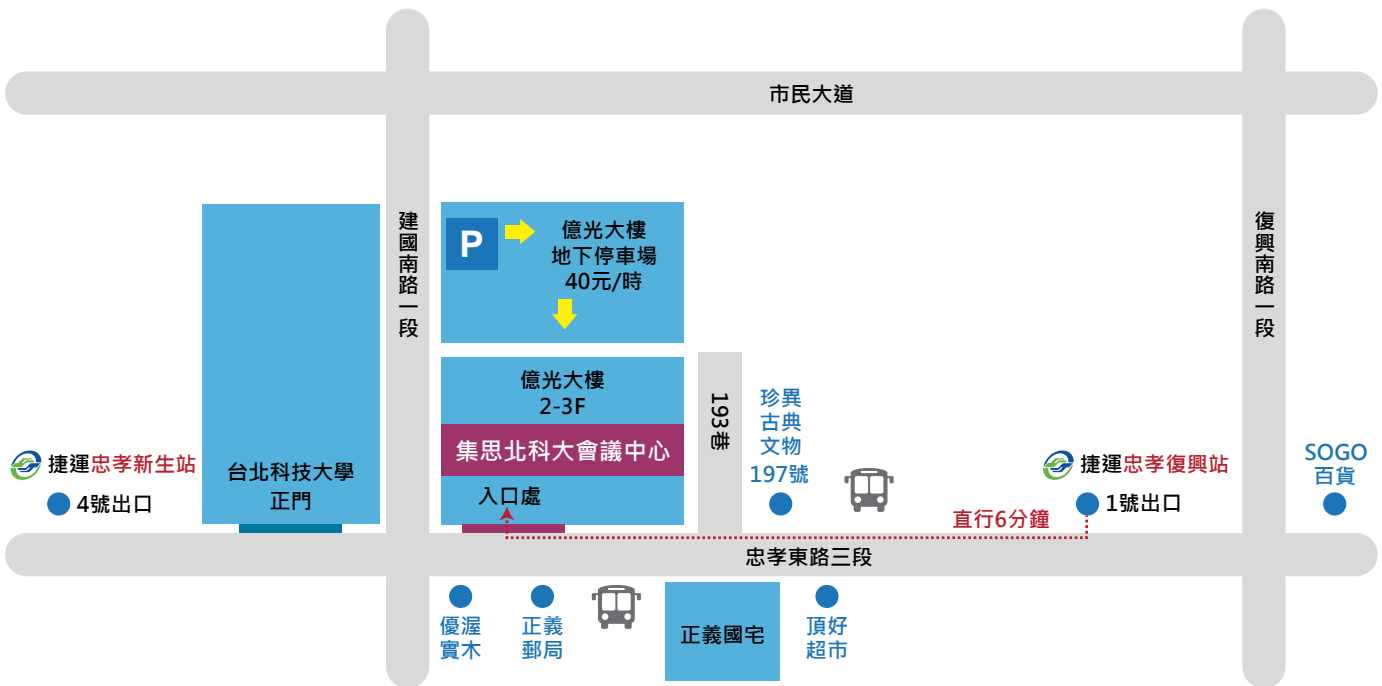 市民大道
建國南路一段
復興南路一段
P
億光大樓
地下停車場
40元/時
億光大樓
2-3F
集思北科大會議中心
入口處
193巷
珍異
古典
文物
197號
捷運忠孝新生站
4號出口
台北科技大學
正門
捷運忠孝復興站
1號出口
SOGO
百貨
直行6分鐘
忠孝東路三段
優渥
實木
正義
郵局
正義國宅
頂好
超市